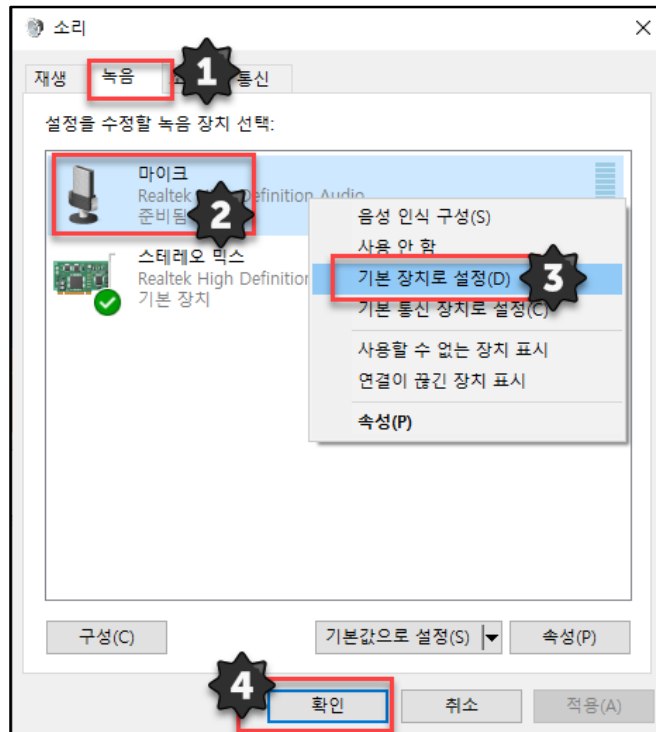 소리
재생
녹음
1
통신
설정을 수정할 녹음 장치 선택:
마이크
Realtek Definition Audio
준비됨
2
스테레오 믹스
Realtek High Definition
기본 장치
음성 인식 구성(S)
사용 안 함
기본 장치로 설정(D)
3
기본 통신 장치로 설정(C)
사용할 수 없는 장치 표시
연결이 끊긴 장치 표시
속성(P)
구성(C)
기본값으로 설정(S)
속성(P)
4
확인
취소
적용(A)